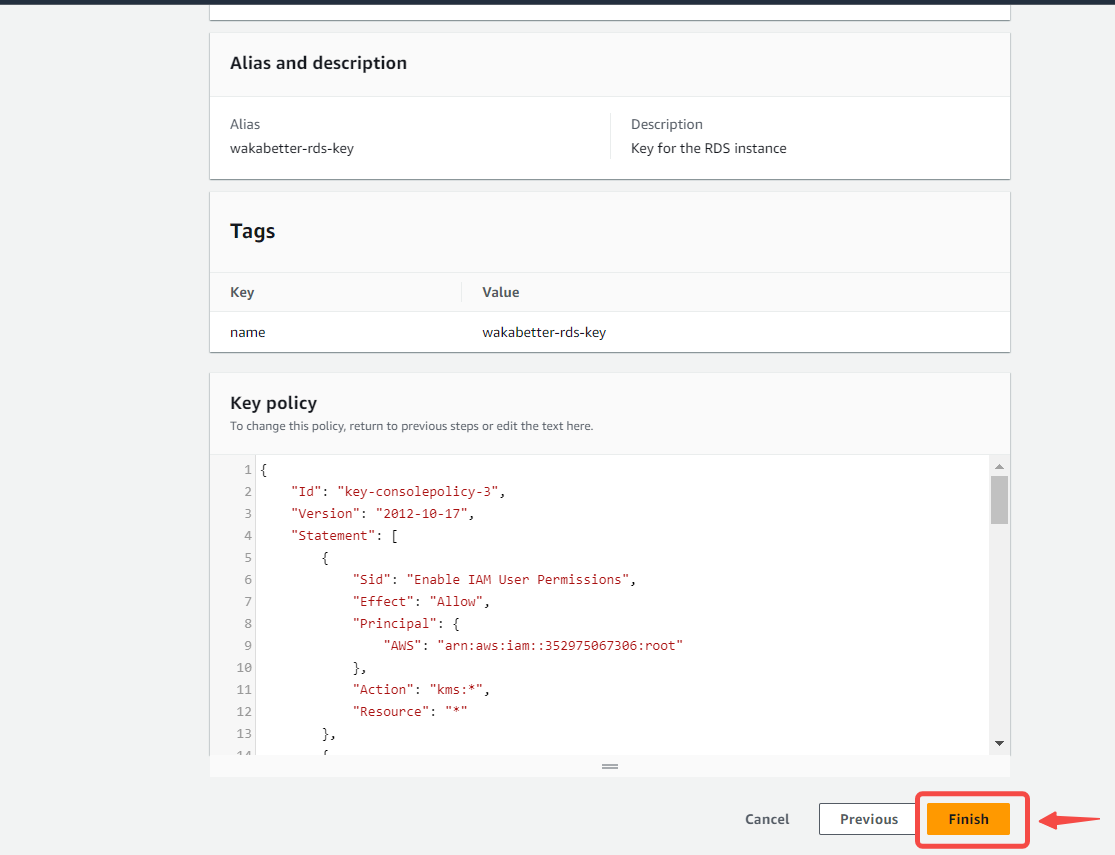 Alias and description
Alias
Description
wakabetter-rds-key
Key for the RDS instance
Tags
Key
Value
name
wakabetter-rds-key
Key policy
To change this policy, return to previous steps or edit the text here.
1 {
2 "Id": "key-consolepolicy-3",
3 "Version": "2012-10-17",
4 "Statement": [
5 {
6 "Sid": "Enable IAM User Permissions",
7 "Effect": "Allow",
8 "Principal": {
9 "AWS": "arn:aws:iam::352975067306:root"
10 },
11 "Action": "kms:*",
12 "Resource": "*"
13 },
14 {
Cancel
Previous
Finish